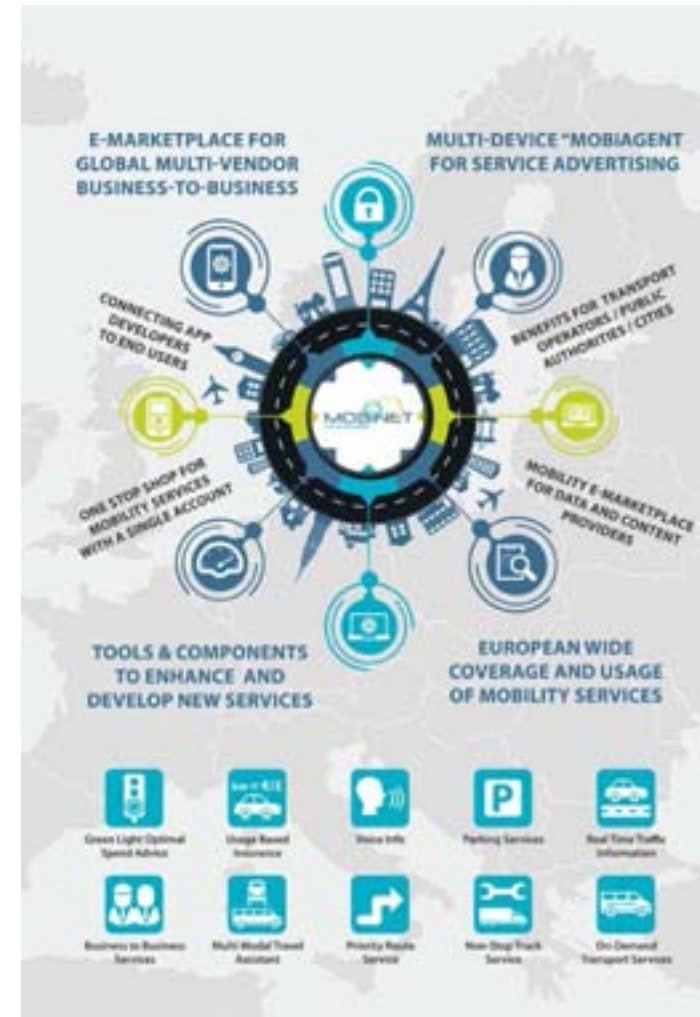 E-MARKETPLACE FOR
GLOBAL MULTI-VENDOR
BUSINESS-TO-BUSINESS
MULTI-DEVICE "MOBIAGENT
FOR SERVICE ADVERTISING
CONNECTING APP
DEVELOPERS
TO END USERS
BENEFITS FOR TRANSPORT
OPERATORS / PUBLIC
AUTHORITIES / CITIES
MOBiNET
ONE STOP SHOP FOR
MOBILITY SERVICES
WITH A SINGLE ACCOUNT
MOBILITY E-MARKETPLACE
FOR DATA AND CONTENT
PROVIDERS
TOOLS & COMPONENTS
TO ENHANCE AND
DEVELOP NEW SERVICES
EUROPEAN WIDE
COVERAGE AND USAGE
OF MOBILITY SERVICES
Green Light Optimal
Speed Advice
Usage Based
Insurance
Voice Info
P
Parking Services
Real Time Traffic
Information
Business to Business
Services
Multi Modal Travel
Assistant
Priority Route
Service
Non-Stop Truck
Service
On-Demand
Transport Services